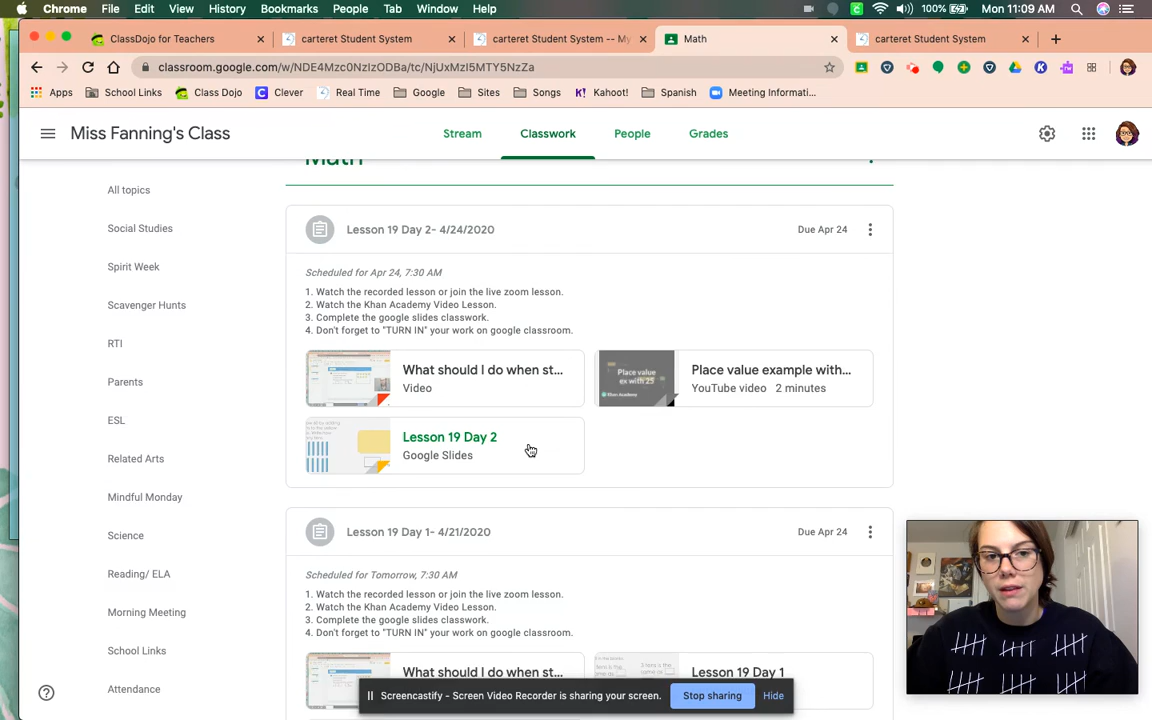 Chrome File Edit View History Bookmarks People Tab Window Help 100% Mon 11:09 AM
ClassDojo for Teachers carteret Student System carteret Student System -- My Math carteret Student System
classroom.google.com/w/NDE4Mzc0NzIzODBa/tc/NjUxMzI5MTY5NzZa
Apps School Links Class Dojo Clever Real Time Google Sites Songs Kahoot! Spanish Meeting Informati...
Miss Fanning's Class Stream Classwork People Grades
Math
All topics
Social Studies
Spirit Week
Scavenger Hunts
RTI
Parents
ESL
Related Arts
Mindful Monday
Science
Reading/ ELA
Morning Meeting
School Links
Attendance
Lesson 19 Day 2- 4/24/2020 Due Apr 24
Scheduled for Apr 24, 7:30 AM
1. Watch the recorded lesson or join the live zoom lesson.
2. Watch the Khan Academy Video Lesson.
3. Complete the google slides classwork.
4. Don't forget to "TURN IN" your work on google classroom.
What should I do when st...
Video
Place value
ex with 25
Khan Academy
Place value example with...
YouTube video 2 minutes
Lesson 19 Day 2
Google Slides
Lesson 19 Day 1- 4/21/2020 Due Apr 24
Scheduled for Tomorrow, 7:30 AM
1. Watch the recorded lesson or join the live zoom lesson.
2. Watch the Khan Academy Video Lesson.
3. Complete the google slides classwork.
4. Don't forget to "TURN IN" your work on google classroom.
What should I do when st...
Lesson 19 Day 1
Screencastify - Screen Video Recorder is sharing your screen. Stop sharing Hide